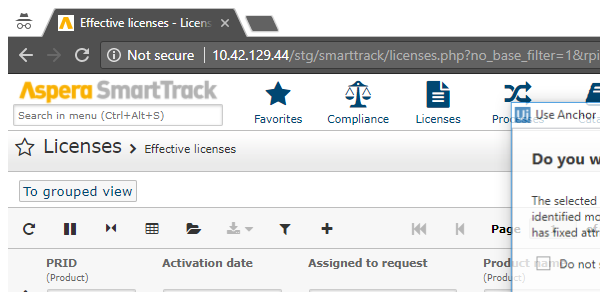 Effective licenses - Licens
Not secure 10.42.129.44/stg/smarttrack/licenses.php?no_base_filter=1&rpi
Aspera SmartTrack
Search in menu (Ctrl+Alt+S)
Favorites Compliance Licenses
Ui Use Anchor
Licenses > Effective licenses
Do you w
To grouped view
The selected
identified mo
has fixed attr
Page
PRID
(Product)
Activation date
Assigned to request
Product name
(Product)
Do not s